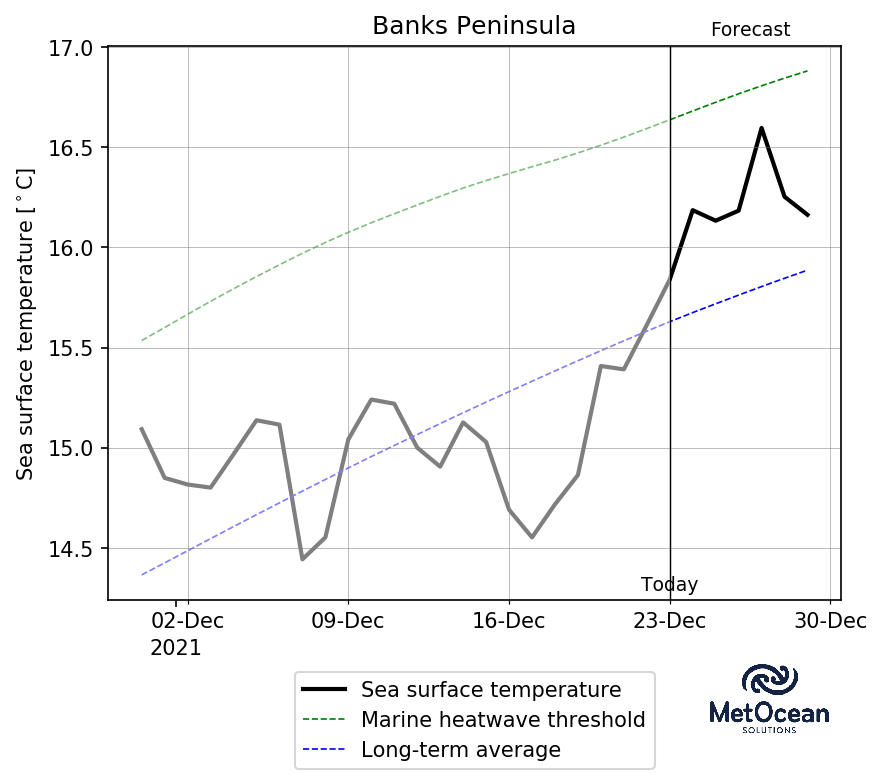 Banks Peninsula
Forecast
Sea surface temperature [°C]
17.0
16.5
16.0
15.5
15.0
14.5
Today
02-Dec
09-Dec
16-Dec
23-Dec
30-Dec
2021
Sea surface temperature
Marine heatwave threshold
Long-term average
MetOcean
SOLUTIONS